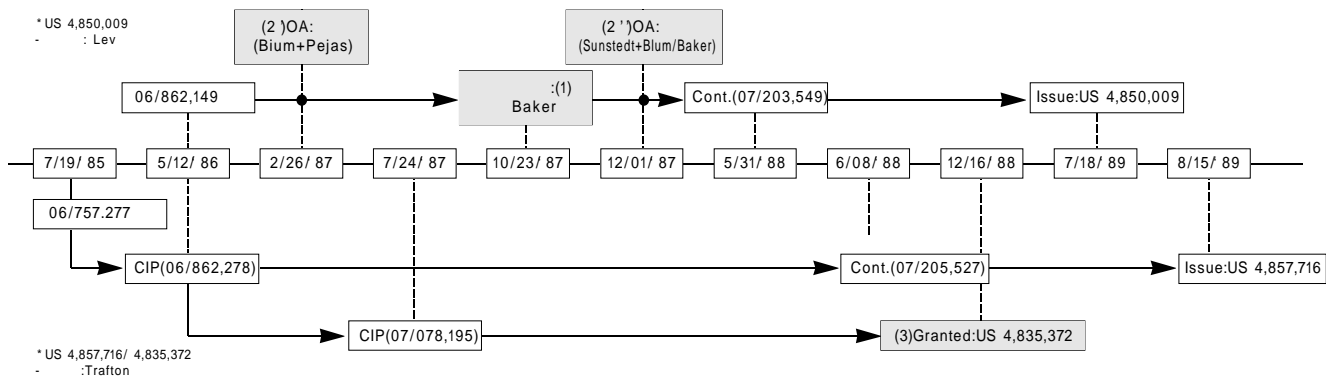 * US 4,850,009
- : Lev
(2 ')OA:
(Bium+Pejas)
(2 '')OA:
(Sunstedt+Blum/Baker)
06/862,149
:(1)
Baker
Cont.(07/203,549)
Issue:US 4,850,009
7/19/ 85
5/12/ 86
2/26/ 87
7/24/ 87
10/23/ 87
12/01/ 87
5/31/ 88
6/08/ 88
12/16/ 88
7/18/ 89
8/15/ 89
06/757.277
CIP(06/862,278)
Cont.(07/205,527)
Issue:US 4,857,716
CIP(07/078,195)
(3)Granted:US 4,835,372
* US 4,857,716/ 4,835,372
- :Trafton